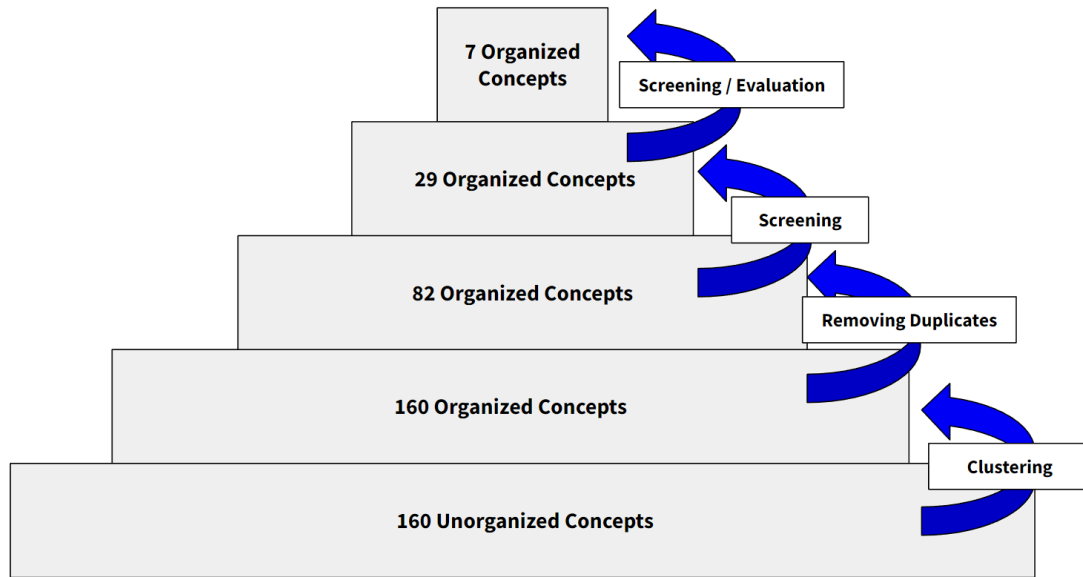 7 Organized
Concepts
Screening / Evaluation
29 Organized Concepts
Screening
82 Organized Concepts
Removing Duplicates
160 Organized Concepts
Clustering
160 Unorganized Concepts